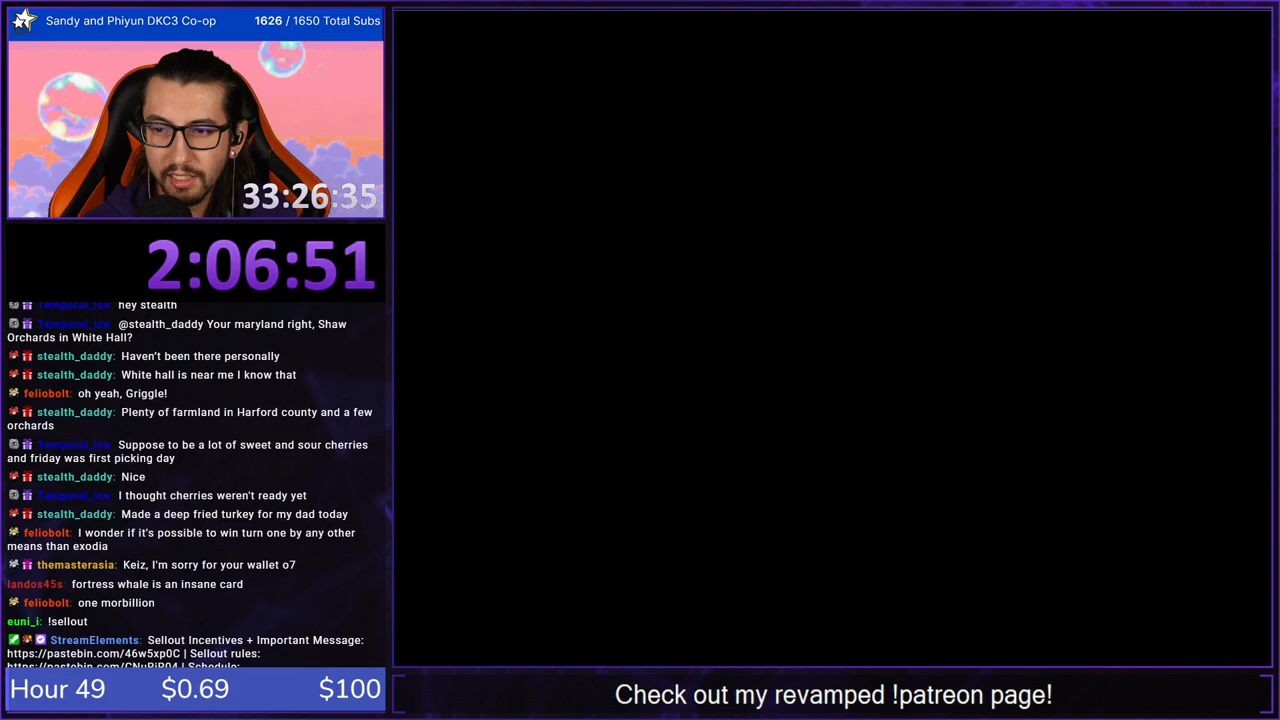 Sandy and Phiyun DKC3 Co-op 1626 / 1650 Total Subs
33:26:35
2:06:51
Temporal_Ice: hey stealth
Temporal_Ice: @stealth_daddy Your maryland right, Shaw
Orchards in White Hall?
stealth_daddy: Haven't been there personally
stealth_daddy: White hall is near me I know that
feliobolt: oh yeah, Griggle!
stealth_daddy: Plenty of farmland in Harford county and a few
orchards
Temporal_Ice: Suppose to be a lot of sweet and sour cherries
and friday was first picking day
stealth_daddy: Nice
Temporal_Ice: I thought cherries weren't ready yet
stealth_daddy: Made a deep fried turkey for my dad today
feliobolt: I wonder if it's possible to win turn one by any other
means than exodia
themasterasia: Keiz, I'm sorry for your wallet o7
landos45s: fortress whale is an insane card
feliobolt: one morbillion
euni_i: !sellout
StreamElements: Sellout Incentives + Important Message:
https://pastebin.com/46w5xp0C | Sellout rules:
Schedule:
Hour 49 $0.69 $100
Check out my revamped !patreon page!